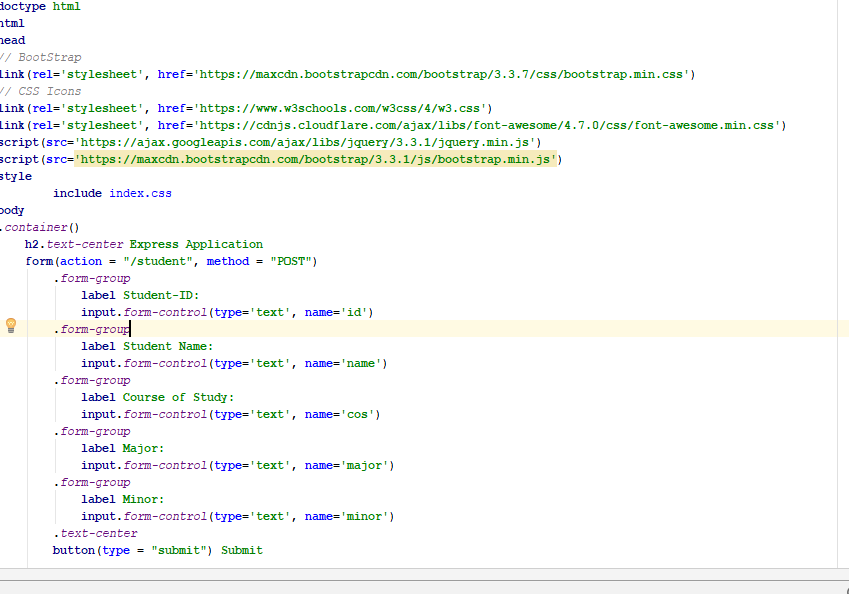 doctype html
html
head
// BootStrap
link(rel='stylesheet', href='https://maxcdn.bootstrapcdn.com/bootstrap/3.3.7/css/bootstrap.min.css')
// CSS Icons
link(rel='stylesheet', href='https://www.w3schools.com/w3css/4/w3.css')
link(rel='stylesheet', href='https://cdnjs.cloudflare.com/ajax/libs/font-awesome/4.7.0/css/font-awesome.min.css')
script(src='https://ajax.googleapis.com/ajax/libs/jquery/3.3.1/jquery.min.js')
script(src='https://maxcdn.bootstrapcdn.com/bootstrap/3.3.1/js/bootstrap.min.js')
style
include index.css
body
.container()
h2.text-center Express Application
form(action = "/student", method = "POST")
.form-group
label Student-ID:
input.form-control(type='text', name='id')
.form-group
label Student Name:
input.form-control(type='text', name='name')
.form-group
label Course of Study:
input.form-control(type='text', name='cos')
.form-group
label Major:
input.form-control(type='text', name='major')
.form-group
label Minor:
input.form-control(type='text', name='minor')
.text-center
button(type = "submit") Submit